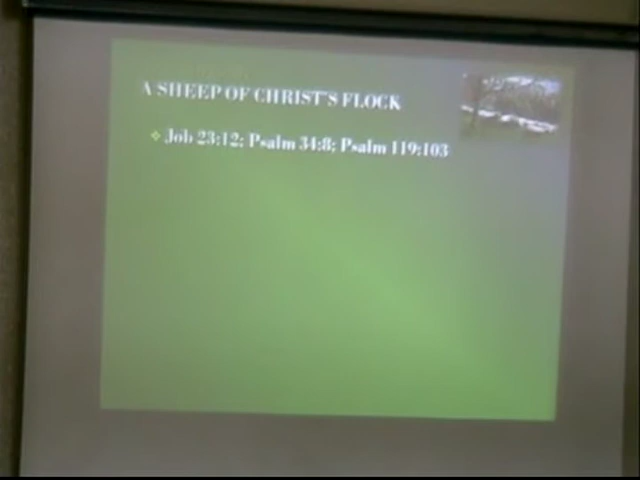 A SHEEP OF CHRIST'S FLOCK
Job 23:12; Psalm 34:8; Psalm 119:103